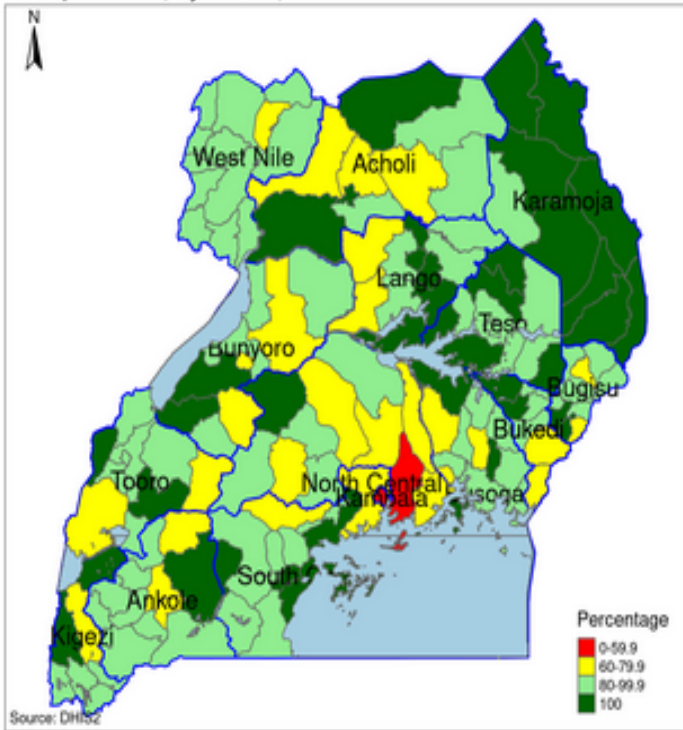 N
West Nile
Acholi
Karamoja
Lango
Teso
Bunyoro
Bugisu
Bukedi
Tooro
North Central
Kampala
South
Ankole
Kigezi
Percentage
0-59.9
60-79.9
80-99.9
100
Source: DHIS2